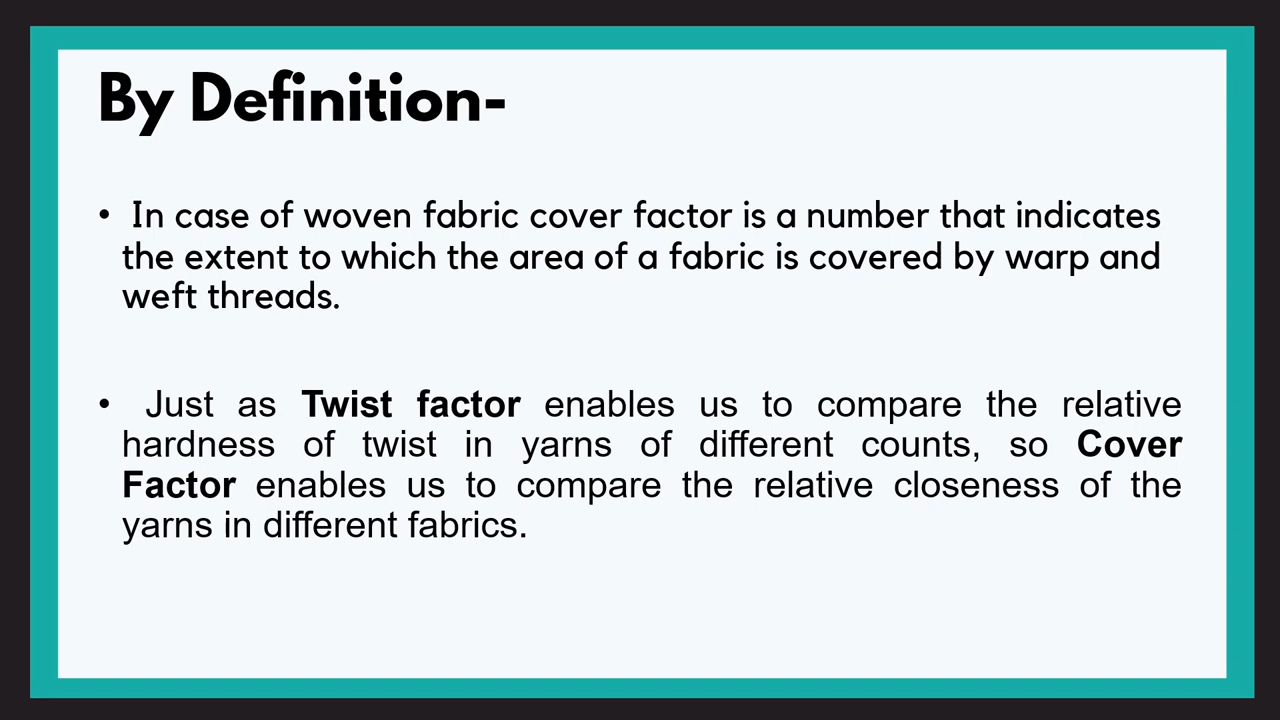 By Definition-
• In case of woven fabric cover factor is a number that indicates
the extent to which the area of a fabric is covered by warp and
weft threads.
• Just as Twist factor enables us to compare the relative
hardness of twist in yarns of different counts, so Cover
Factor enables us to compare the relative closeness of the
yarns in different fabrics.